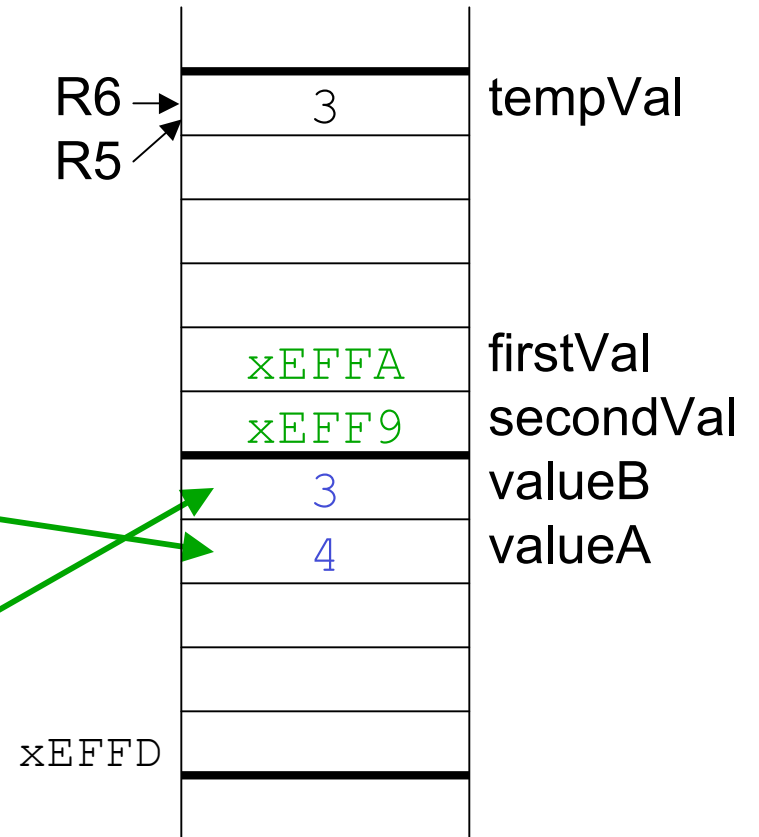 R6 3 tempVal
R5
xEFFA firstVal
xEFF9 secondVal
3 valueB
4 valueA
xEFFD